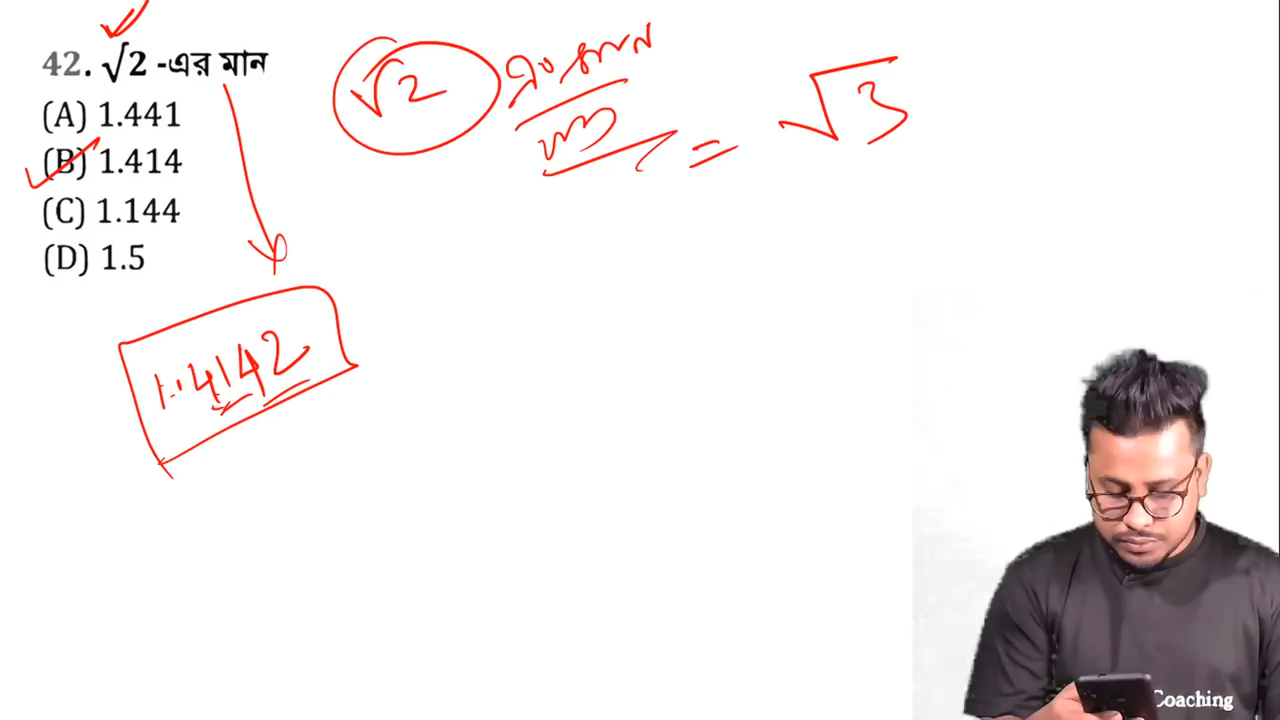 42. √2 -এর মান
(A) 1.441
(B) 1.414
(C) 1.144
(D) 1.5
√2
= √3
1.4142
Coaching